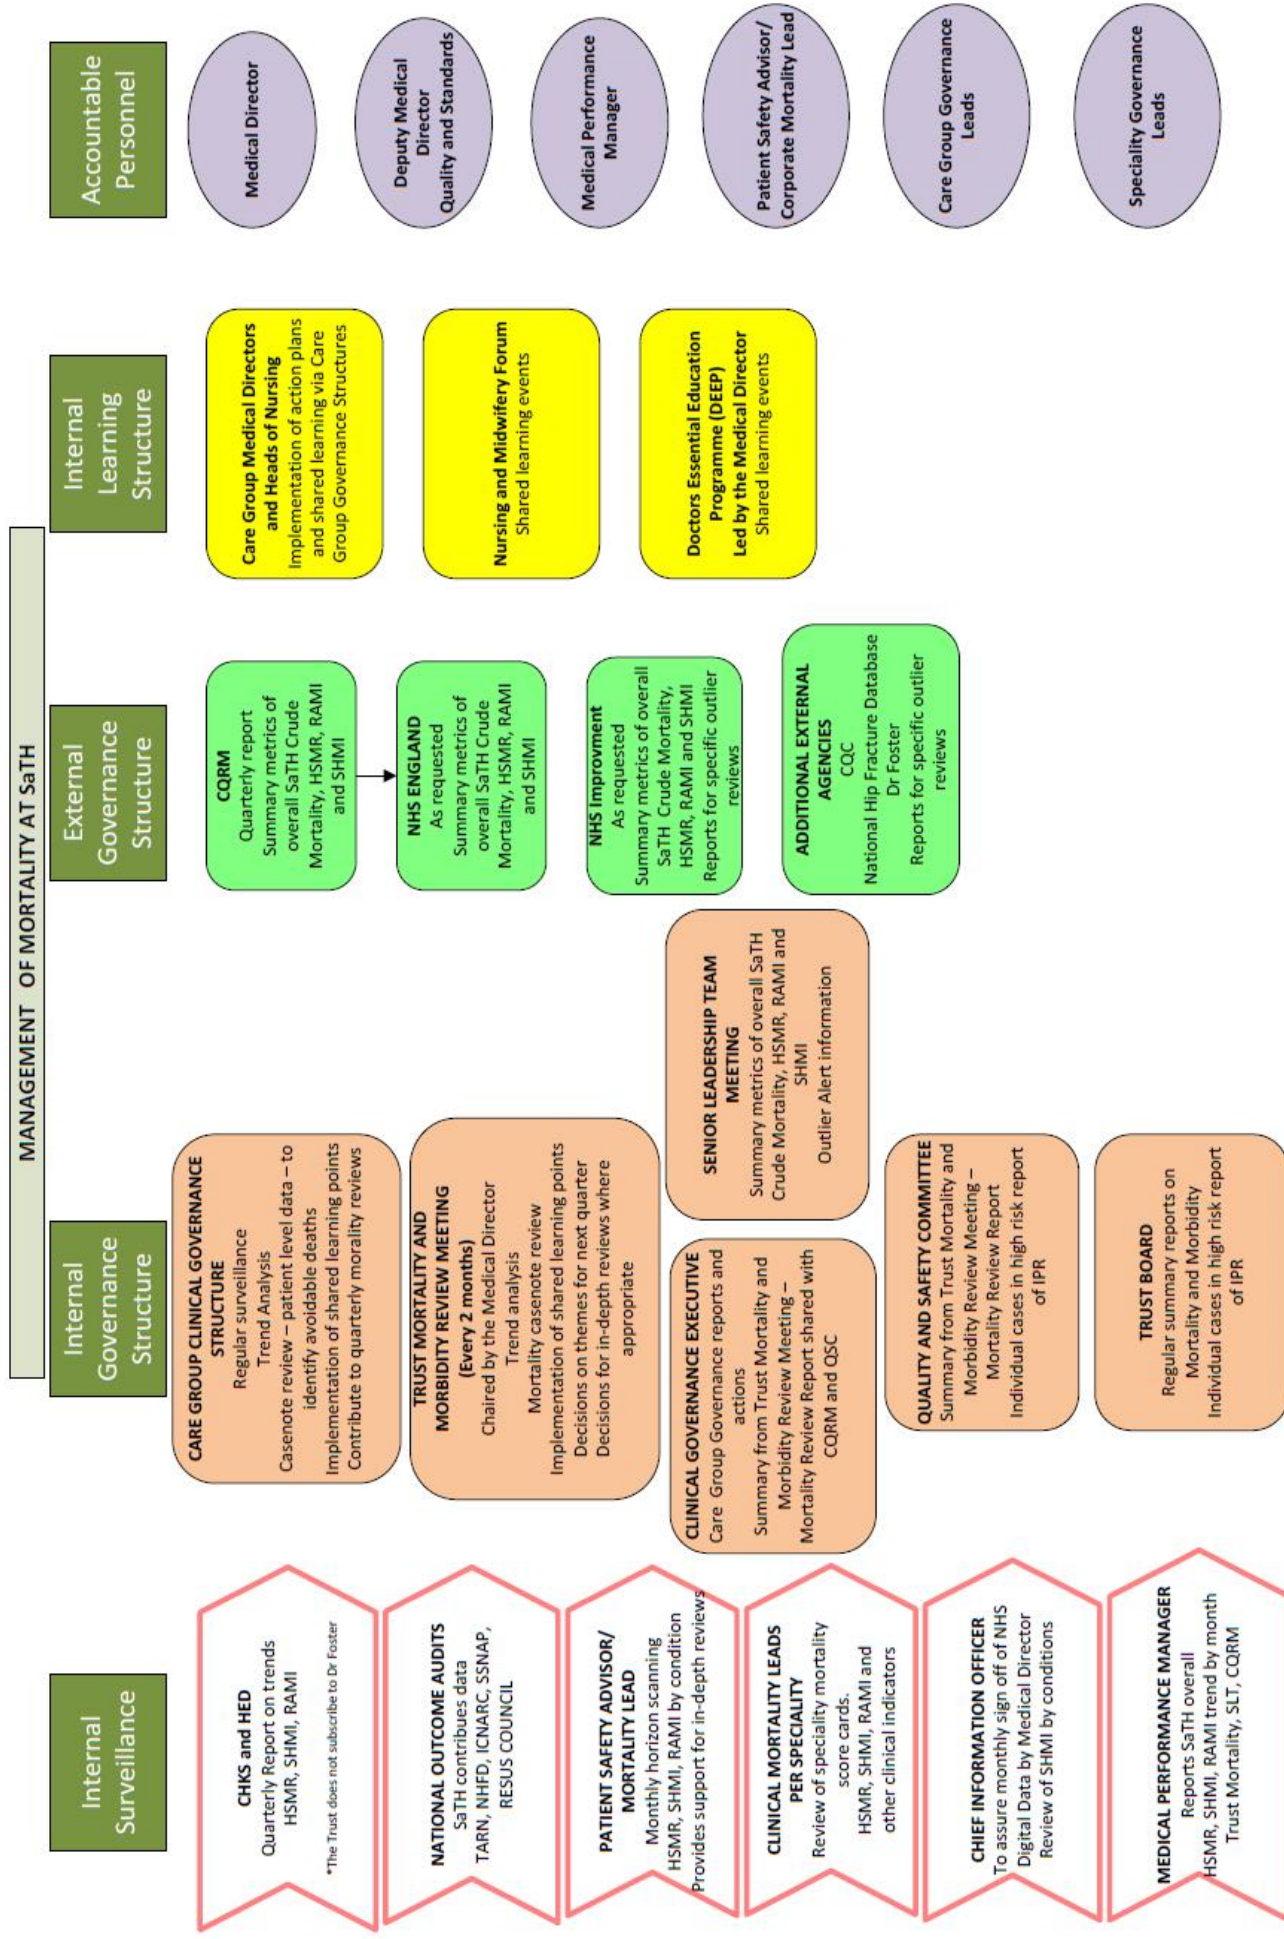 MANAGEMENT OF MORTALITY AT SaTH
Internal
Surveillance
CHKS and HED
Quarterly Report on trends
HSMR, SHMI, RAMI
*The Trust does not subscribe to Dr Foster
NATIONAL OUTCOME AUDITS
SaTH contribues data
TARN, NHFD, ICNARC, SSNAP,
RESUS COUNCIL
PATIENT SAFETY ADVISOR/
MORTALITY LEAD
Monthly horizon scanning
HSMR, SHMI, RAMI by condition
Provides support for in-depth reviews
CLINICAL MORTALITY LEADS
PER SPECIALITY
Review of speciality mortality
score cards.
HSMR, SHMI, RAMI and
other clinical indicators
CHIEF INFORMATION OFFICER
To assure monthly sign off of NHS
Digital Data by Medical Director
Review of SHMI by conditions
MEDICAL PERFORMANCE MANAGER
Reports SaTH overall
HSMR, SHMI, RAMI trend by month
Trust Mortality, SLT, CQRM
Internal
Governance
Structure
CARE GROUP CLINICAL GOVERNANCE
STRUCTURE
Regular surveillance
Trend Analysis
Casenote review – patient level data – to
identify avoidable deaths
Implementation of shared learning points
Contribute to quarterly morality reviews
TRUST MORTALITY AND
MORBIDITY REVIEW MEETING
(Every 2 months)
Chaired by the Medical Director
Trend analysis
Mortality casenote review
Implementation of shared learning points
Decisions on themes for next quarter
Decisions for in-depth reviews where
appropriate
CLINICAL GOVERNANCE EXECUTIVE
Care Group Governance reports and
actions
Summary from Trust Mortality and
Morbidity Review Meeting –
Mortality Review Report shared with
CQRM and QSC
SENIOR LEADERSHIP TEAM
MEETING
Summary metrics of overall SaTH
Crude Mortality, HSMR, RAMI and
SHMI
Outlier Alert information
QUALITY AND SAFETY COMMITTEE
Summary from Trust Mortality and
Morbidity Review Meeting –
Mortality Review Report
Individual cases in high risk report
of IPR
TRUST BOARD
Regular summary reports on
Mortality and Morbidity
Individual cases in high risk report
of IPR
External
Governance
Structure
CQRM
Quarterly report
Summary metrics of
overall SaTH Crude
Mortality, HSMR, RAMI
and SHMI
NHS ENGLAND
As requested
Summary metrics of
overall SaTH Crude
Mortality, HSMR, RAMI
and SHMI
NHS Improvment
As requested
Summary metrics of overall
SaTH Crude Mortality,
HSMR, RAMI and SHMI
Reports for specific outlier
reviews
ADDITIONAL EXTERNAL
AGENCIES
CQC
National Hip Fracture Database
Dr Foster
Reports for specific outlier
reviews
Internal
Learning
Structure
Care Group Medical Directors
and Heads of Nursing
Implementation of action plans
and shared learning via Care
Group Governance Structures
Nursing and Midwifery Forum
Shared learning events
Doctors Essential Education
Programme (DEEP)
Led by the Medical Director
Shared learning events
Accountable
Personnel
Medical Director
Deputy Medical
Director
Quality and Standards
Medical Performance
Manager
Patient Safety Advisor/
Corporate Mortality Lead
Care Group Governance
Leads
Speciality Governance
Leads